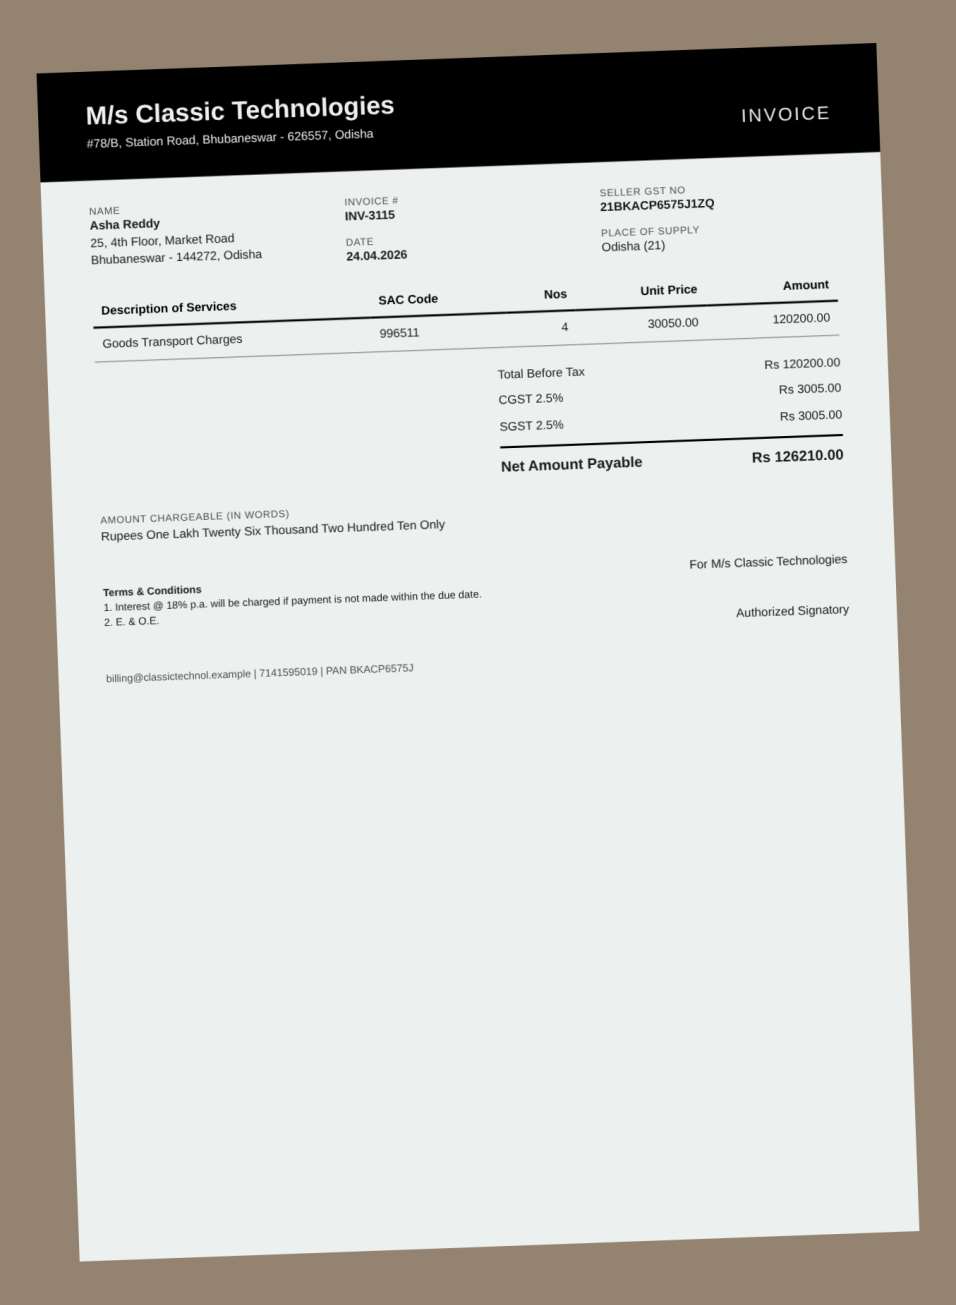 M/s Classic Technologies
#78/B, Station Road, Bhubaneswar - 626557, Odisha
INVOICE
NAME
Asha Reddy
25, 4th Floor, Market Road
Bhubaneswar - 144272, Odisha
INVOICE #
INV-3115
DATE
24.04.2026
SELLER GST NO
21BKACP6575J1ZQ
PLACE OF SUPPLY
Odisha (21)
Description of Services SAC Code Nos Unit Price Amount
Goods Transport Charges 996511 4 30050.00 120200.00
Total Before Tax Rs 120200.00
CGST 2.5% Rs 3005.00
SGST 2.5% Rs 3005.00
Net Amount Payable Rs 126210.00
AMOUNT CHARGEABLE (IN WORDS)
Rupees One Lakh Twenty Six Thousand Two Hundred Ten Only
Terms & Conditions
1. Interest @ 18% p.a. will be charged if payment is not made within the due date.
2. E. & O.E.
For M/s Classic Technologies
Authorized Signatory
billing@classictechnol.example | 7141595019 | PAN BKACP6575J